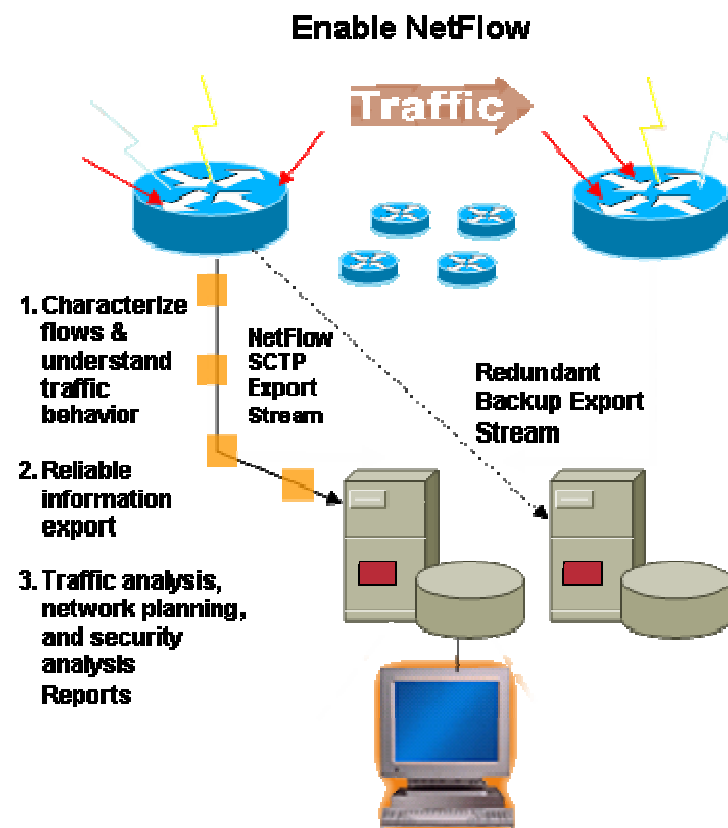 Enable NetFlow
Traffic
1. Characterize
flows &
understand
traffic
behavior
NetFlow
SCTP
Export
Stream
Redundant
Backup Export
Stream
2. Reliable
information
export
3. Traffic analysis,
network planning,
and security
analysis
Reports